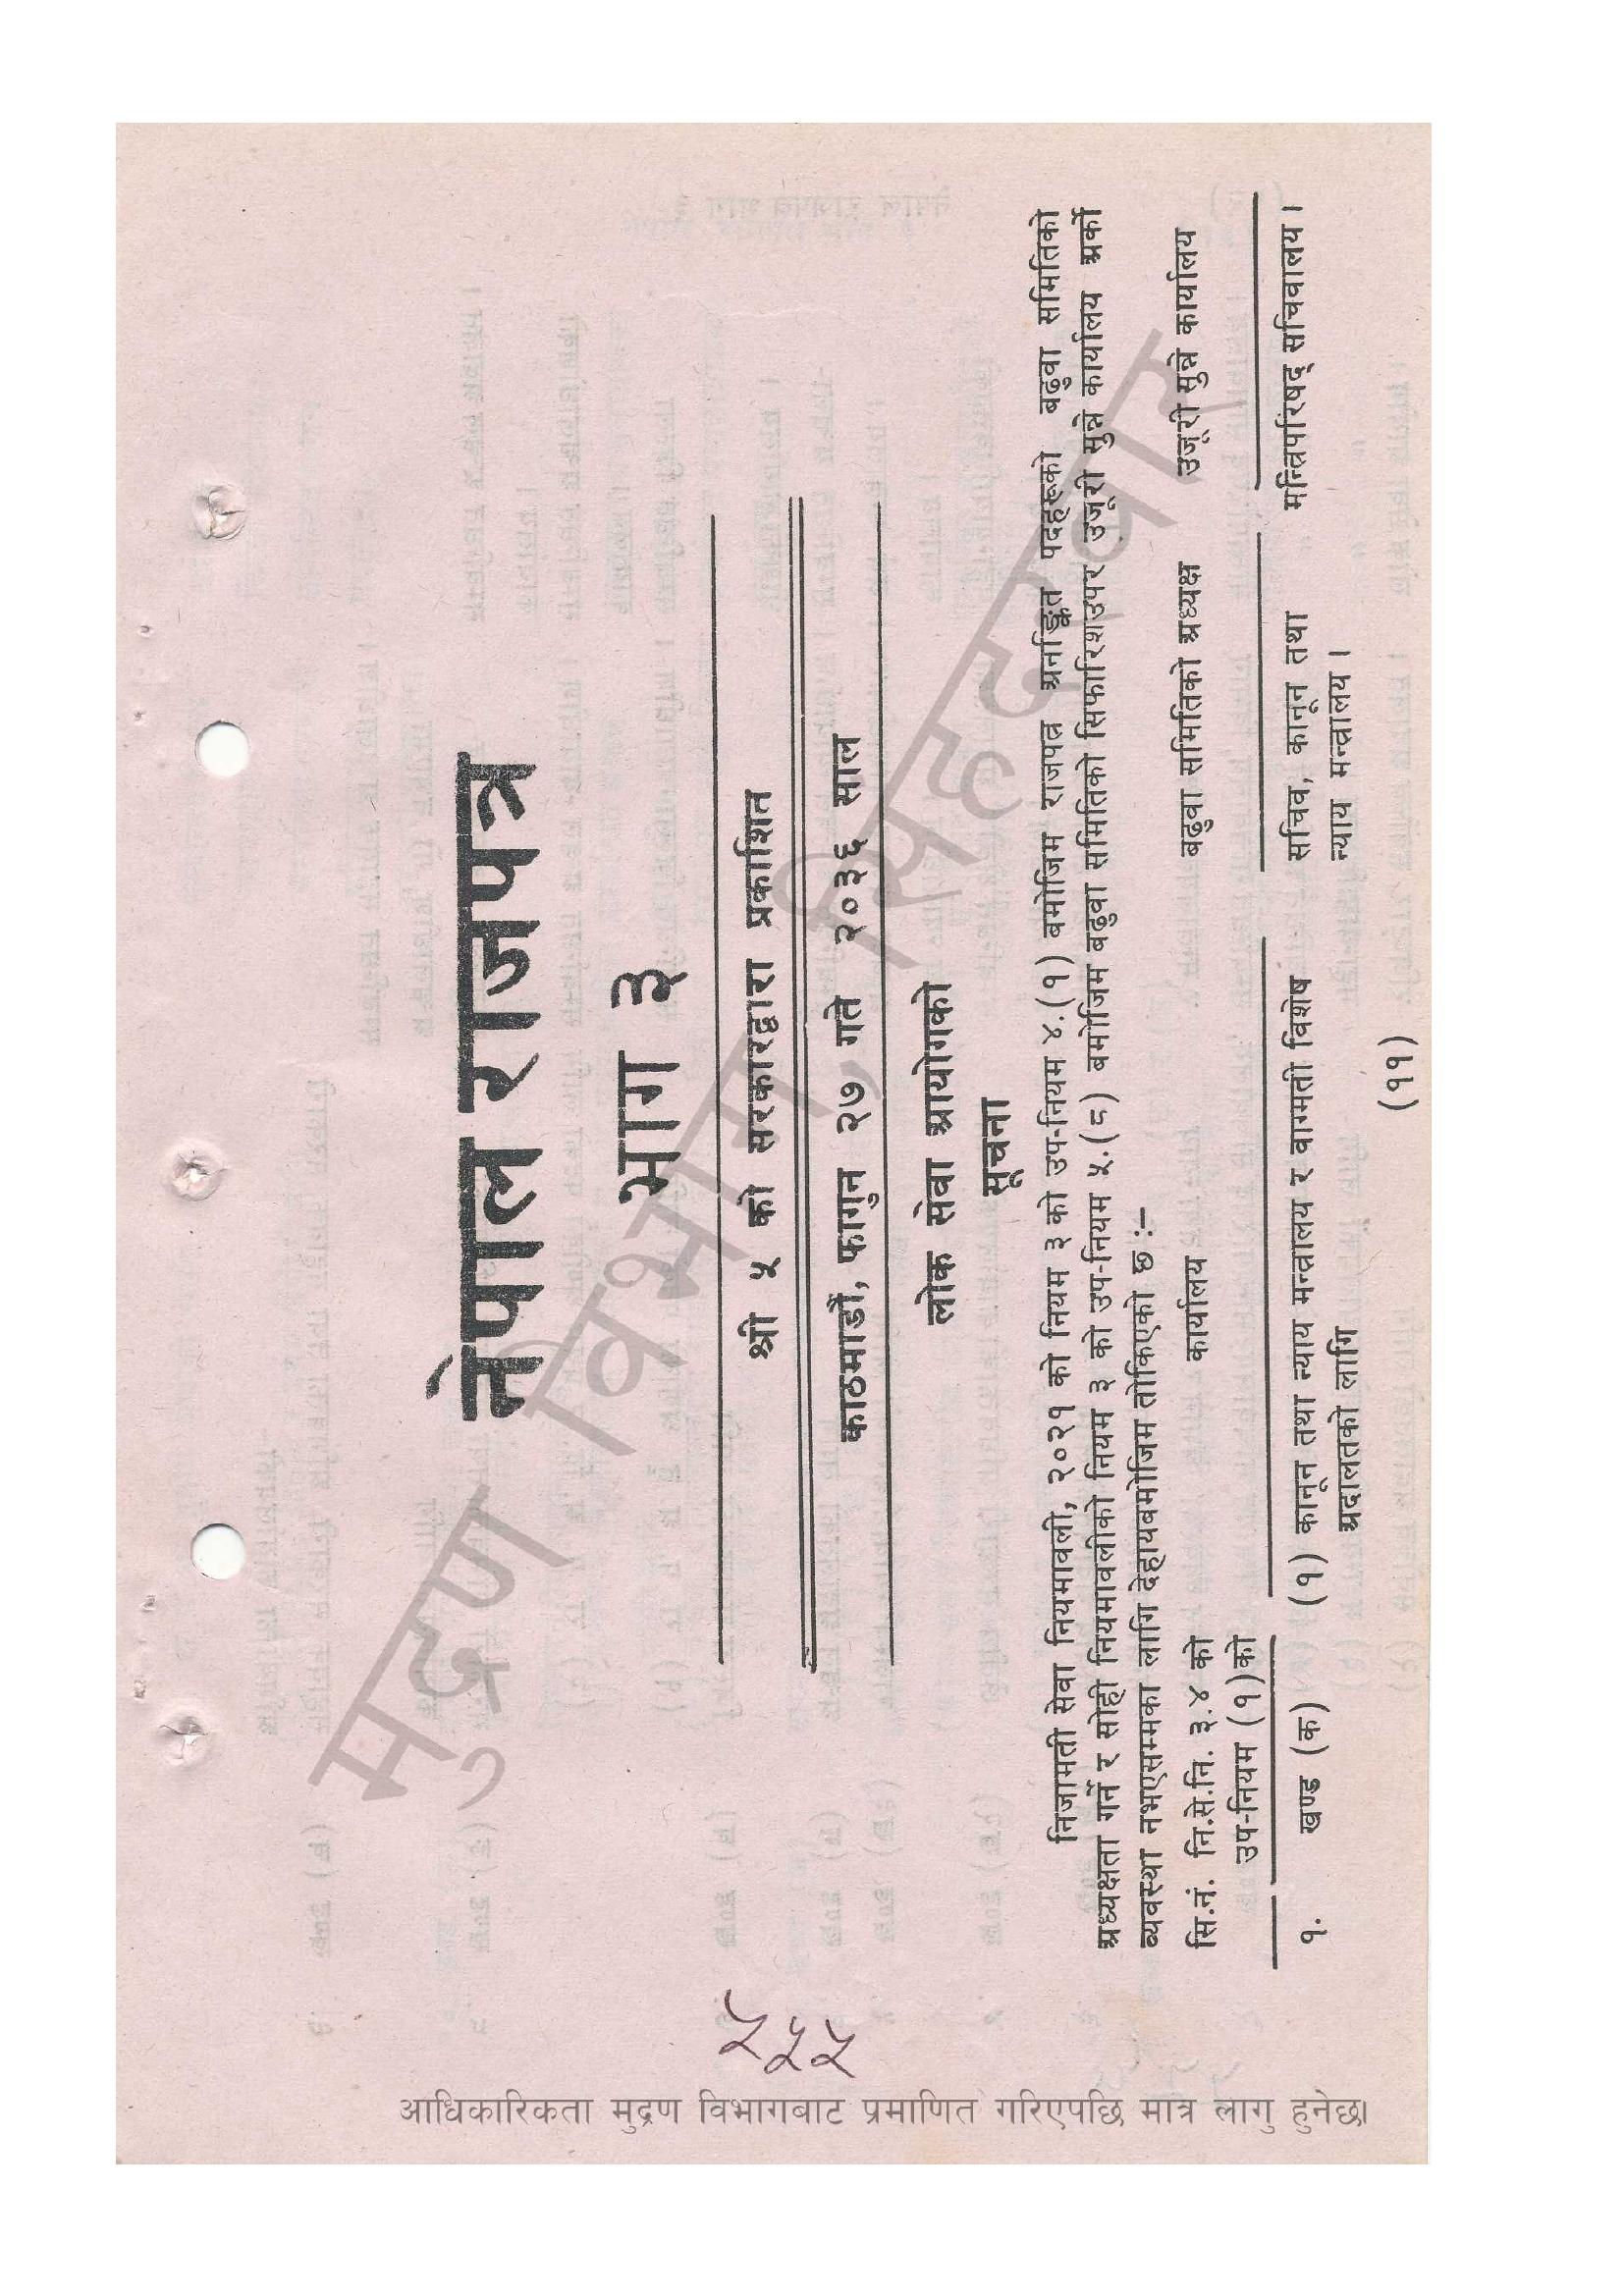 नेपाल राजपत्र
भाग ३
श्री ५ को सरकारद्वारा प्रकाशित
काठमाडौं, फागुन २७ गते २०३६ साल
लोक सेवा आयोगको
सूचना
निजामती सेवा नियमावली, २०२१ को नियम ३ को उप-नियम ४.(१) बमोजिम राजपत्र अनङ्कित पदहरूको बढुवा समितिको
अध्यक्षता गर्ने र सोही नियमावलीको नियम ३ को उप-नियम ५.(८) बमोजिम बढुवा समितिको सिफारिशउपर उजूरी सुन्ने कार्यालय अर्को
व्यवस्था नभएसम्मका लागि देहायबमोजिम तोकिएको छ :–
सि.नं. नि.से.नि. ३.४ को कार्यालय बढुवा समितिको अध्यक्ष उजूरी सुन्ने कार्यालय
उप-नियम (१)को
१. खण्ड (क) (१) कानून तथा न्याय मन्त्रालय र बागमती विशेष सचिव, कानून तथा मन्त्रिपरिषद् सचिवालय ।
अदालतको लागि न्याय मन्त्रालय ।
(११)
५५५
मुद्रण विभाग, सिंहदरबार
आधिकारिकता मुद्रण विभागबाट प्रमाणित गरिएपछि मात्र लागु हुनेछ।